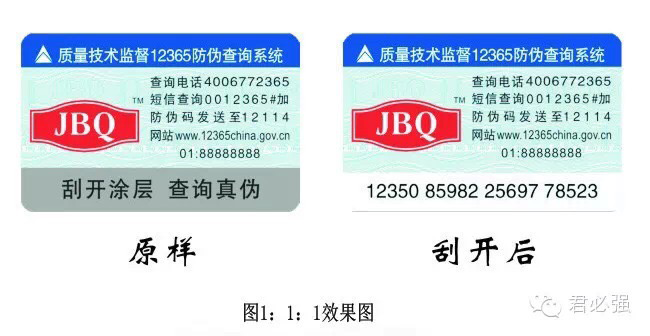 质量技术监督12365防伪查询系统
查询电话4006772365
短信查询0012365#加
防伪码发送至12114
网站www.12365china.gov.cn
01:88888888
JBQ
TM
刮开涂层 查询真伪
原样
质量技术监督12365防伪查询系统
查询电话4006772365
短信查询0012365#加
防伪码发送至12114
网站www.12365china.gov.cn
01:88888888
JBQ
TM
12350 85982 25697 78523
刮开后
图1：1：1效果图
君必强